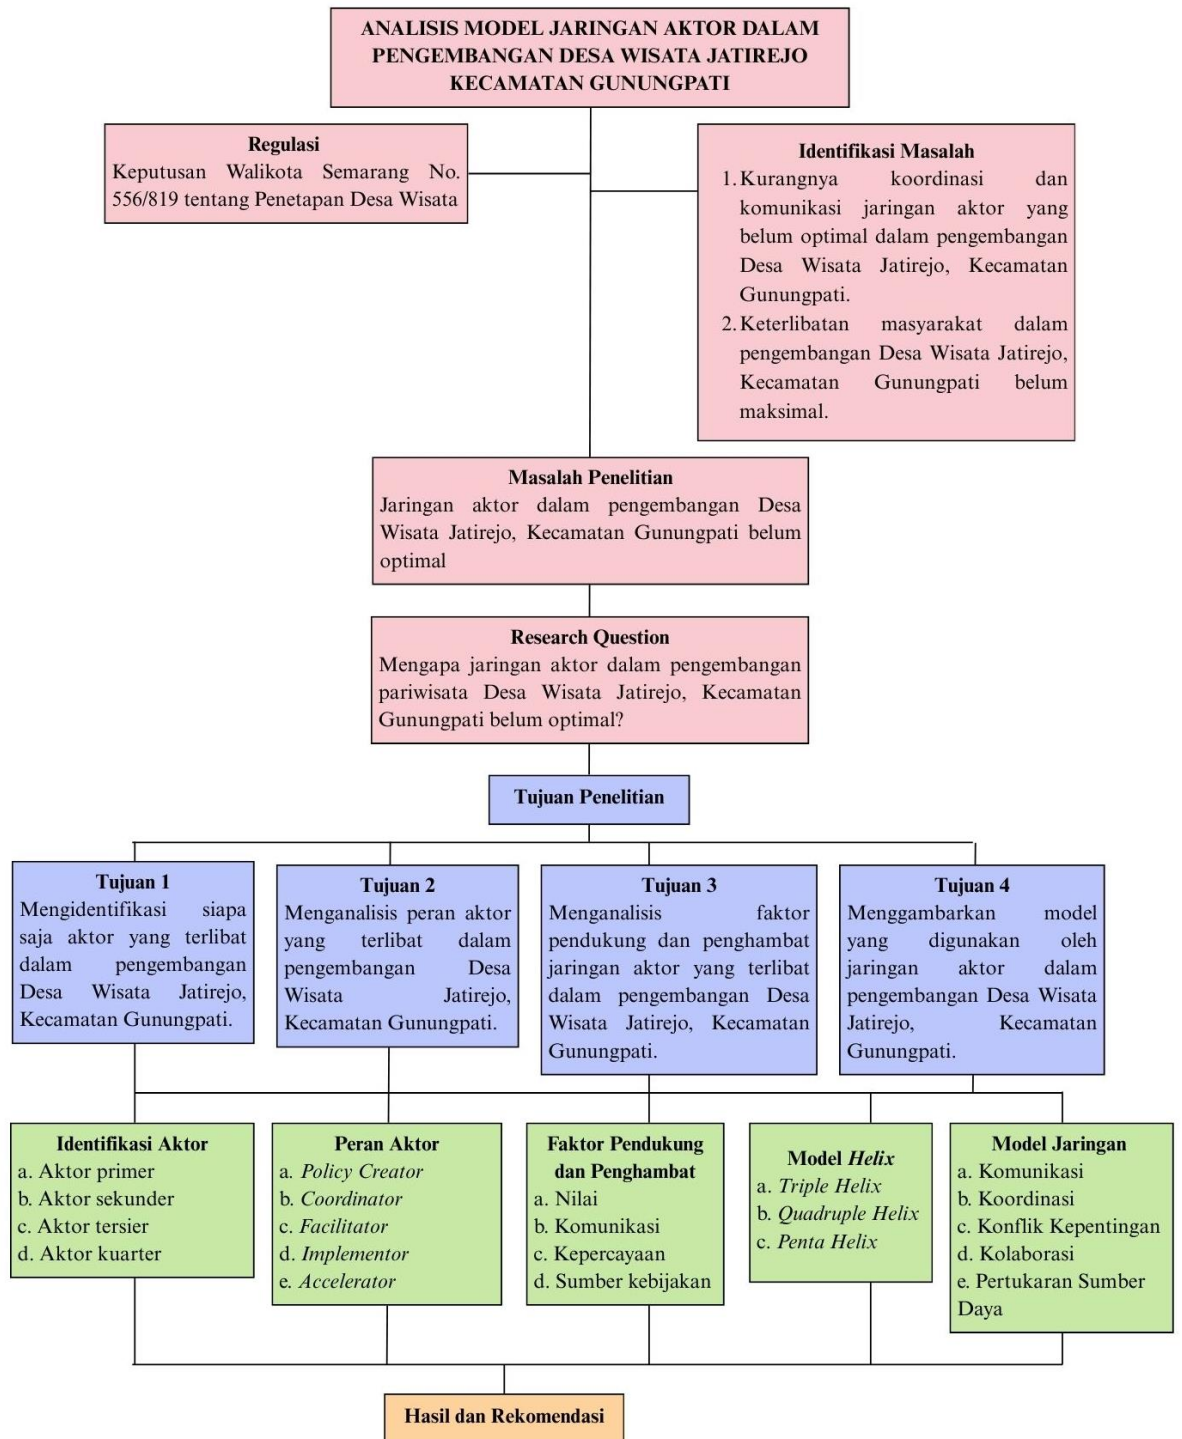 ANALISIS MODEL JARINGAN AKTOR DALAM
PENGEMBANGAN DESA WISATA JATIREJO
KECAMATAN GUNUNGPATI
Regulasi
Keputusan Walikota Semarang No.
556/819 tentang Penetapan Desa Wisata
Identifikasi Masalah
1. Kurangnya koordinasi dan
komunikasi jaringan aktor yang
belum optimal dalam pengembangan
Desa Wisata Jatirejo, Kecamatan
Gunungpati.
2. Keterlibatan masyarakat dalam
pengembangan Desa Wisata Jatirejo,
Kecamatan Gunungpati belum
maksimal.
Masalah Penelitian
Jaringan aktor dalam pengembangan Desa
Wisata Jatirejo, Kecamatan Gunungpati belum
optimal
Research Question
Mengapa jaringan aktor dalam pengembangan
pariwisata Desa Wisata Jatirejo, Kecamatan
Gunungpati belum optimal?
Tujuan Penelitian
Tujuan 1
Mengidentifikasi siapa
saja aktor yang terlibat
dalam pengembangan
Desa Wisata Jatirejo,
Kecamatan Gunungpati.
Tujuan 2
Menganalisis peran aktor
yang terlibat dalam
pengembangan Desa
Wisata Jatirejo,
Kecamatan Gunungpati.
Tujuan 3
Menganalisis faktor
pendukung dan penghambat
jaringan aktor yang terlibat
dalam pengembangan Desa
Wisata Jatirejo, Kecamatan
Gunungpati.
Tujuan 4
Menggambarkan model
yang digunakan oleh
jaringan aktor dalam
pengembangan Desa Wisata
Jatirejo, Kecamatan
Gunungpati.
Identifikasi Aktor
a. Aktor primer
b. Aktor sekunder
c. Aktor tersier
d. Aktor kuarter
Peran Aktor
a. Policy Creator
b. Coordinator
c. Facilitator
d. Implementor
e. Accelerator
Faktor Pendukung
dan Penghambat
a. Nilai
b. Komunikasi
c. Kepercayaan
d. Sumber kebijakan
Model Helix
a. Triple Helix
b. Quadruple Helix
c. Penta Helix
Model Jaringan
a. Komunikasi
b. Koordinasi
c. Konflik Kepentingan
d. Kolaborasi
e. Pertukaran Sumber
Daya
Hasil dan Rekomendasi